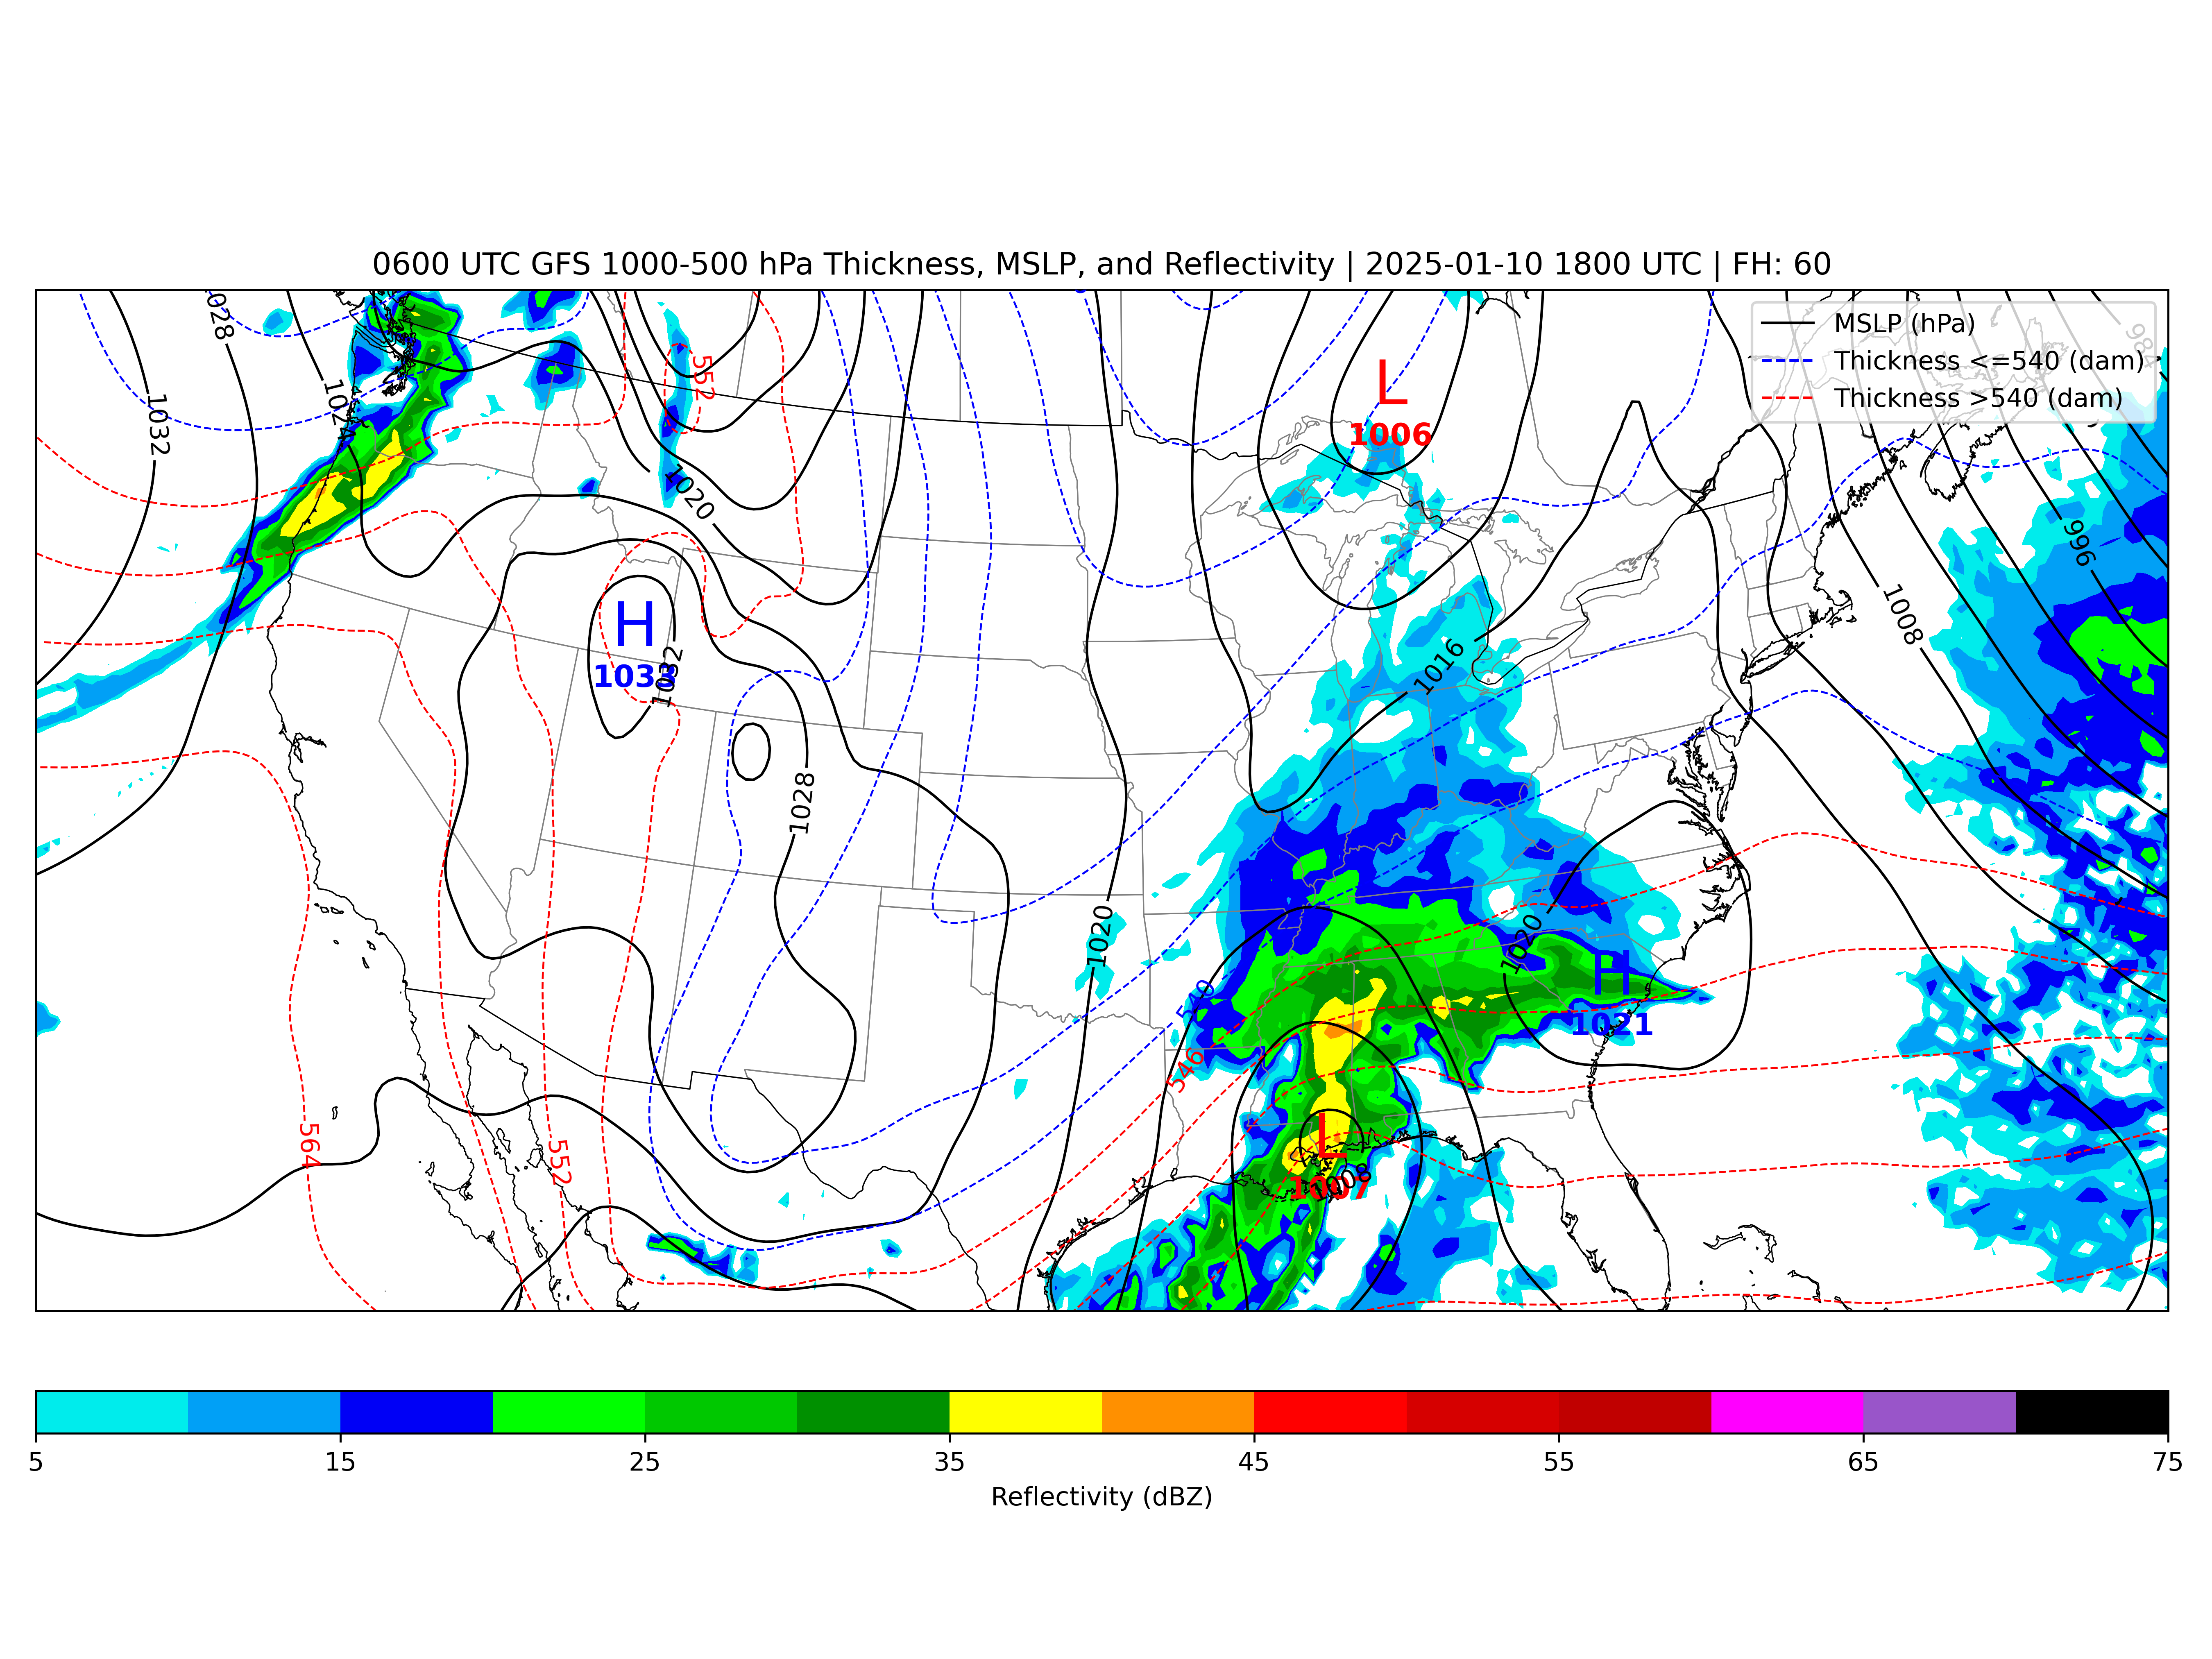 0600 UTC GFS 1000-500 hPa Thickness, MSLP, and Reflectivity | 2025-01-10 1800 UTC | FH: 60
MSLP (hPa)
Thickness <=540 (dam)
Thickness >540 (dam)
984
1028
1032
1024
552
L
1006
1020
996
1008
H
1033
1032
1016
1028
1020
1020
H
1021
540
546
564
552
L
1007
1008
5 15 25 35 45 55 65 75
Reflectivity (dBZ)